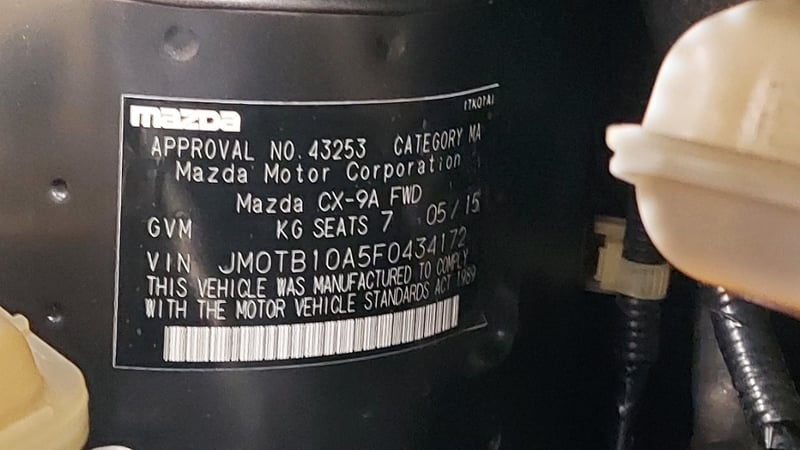 (TK01A)
mazda
APPROVAL NO. 43253 CATEGORY MA
Mazda Motor Corporation
Mazda CX-9A FWD
GVM KG SEATS 7 05/15
VIN JM0TB10A5F0434172
THIS VEHICLE WAS MANUFACTURED TO COMPLY
WITH THE MOTOR VEHICLE STANDARDS ACT 1989